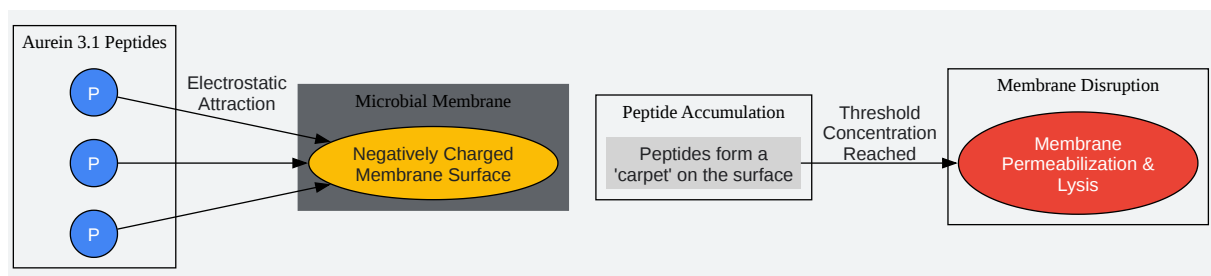 Aurein 3.1 Peptides
P
P
P
Electrostatic
Attraction
Microbial Membrane
Negatively Charged
Membrane Surface
Peptide Accumulation
Peptides form a
'carpet' on the surface
Threshold
Concentration
Reached
Membrane Disruption
Membrane
Permeabilization &
Lysis